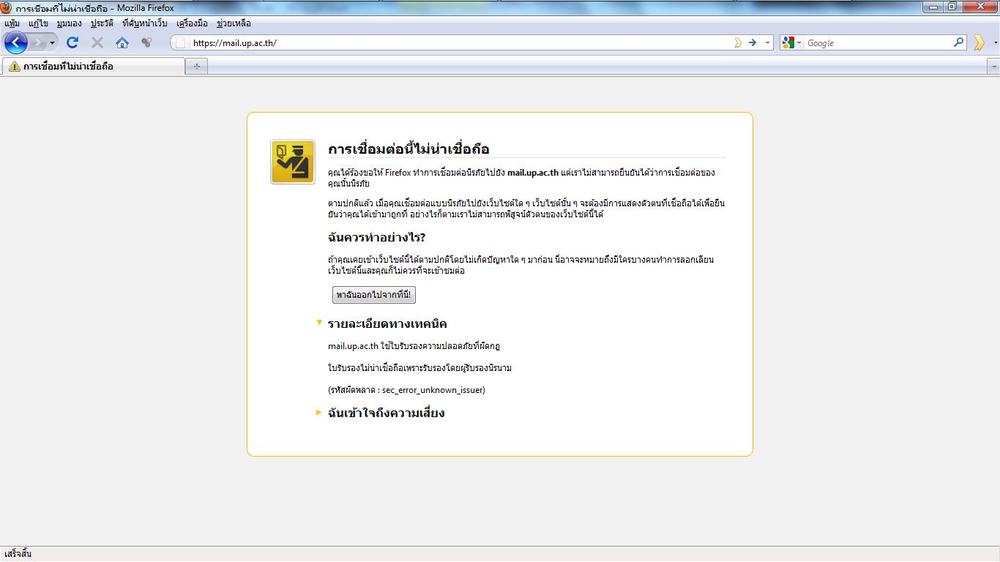 การเชื่อมที่ไม่น่าเชื่อถือ - Mozilla Firefox
แฟ้ม แก้ไข มุมมอง ประวัติ ที่คั่นหน้าเว็บ เครื่องมือ ช่วยเหลือ
https://mail.up.ac.th/ Google
การเชื่อมที่ไม่น่าเชื่อถือ
การเชื่อมต่อนี้ไม่น่าเชื่อถือ
คุณได้ร้องขอให้ Firefox ทำการเชื่อมต่อนิรภัยไปยัง mail.up.ac.th แต่เราไม่สามารถยืนยันได้ว่าการเชื่อมต่อของ
คุณนั้นนิรภัย
ตามปกติแล้ว เมื่อคุณเชื่อมต่อแบบนิรภัยไปยังเว็บไซต์ใด ๆ เว็บไซต์นั้น ๆ จะต้องมีการแสดงตัวตนที่เชื่อถือได้เพื่อยืน
ยันว่าคุณได้เข้ามาถูกที่ อย่างไรก็ตามเราไม่สามารถพิสูจน์ตัวตนของเว็บไซต์นี้ได้
ฉันควรทำอย่างไร?
ถ้าคุณเคยเข้าเว็บไซต์นี้ได้ตามปกติโดยไม่เกิดปัญหาใด ๆ มาก่อน นี่อาจจะหมายถึงมีใครบางคนทำการลอกเลียน
เว็บไซต์นี้และคุณก็ไม่ควรที่จะเข้าชมต่อ
พาฉันออกไปจากที่นี่!
รายละเอียดทางเทคนิค
mail.up.ac.th ใช้ใบรับรองความปลอดภัยที่ผิดกฎ
ใบรับรองไม่น่าเชื่อถือเพราะรับรองโดยผู้รับรองนิรนาม
(รหัสผิดพลาด : sec_error_unknown_issuer)
ฉันเข้าใจถึงความเสี่ยง
เสร็จสิ้น